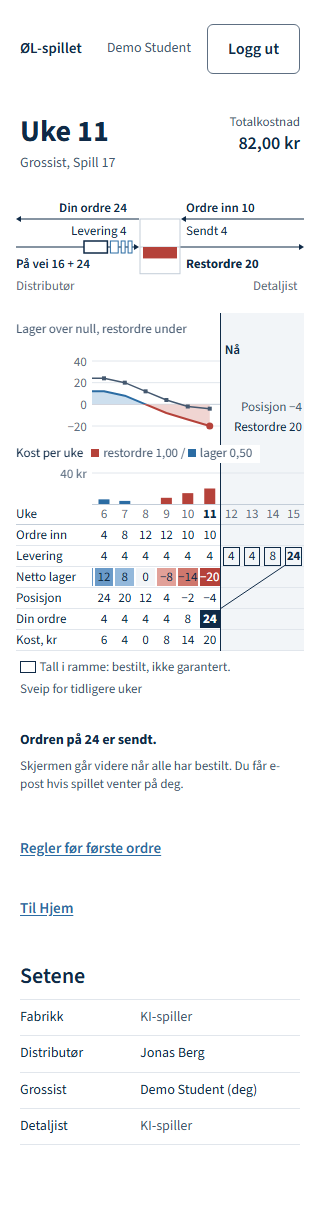 ØL-spillet Demo Student Logg ut
Uke 11
Grossist, Spill 17
Totalkostnad
82,00 kr
Din ordre 24 Ordre inn 10
Levering 4 Sendt 4
På vei 16 + 24 Restordre 20
Distributør Detaljist
Lager over null, restordre under
Nå
40
20
0
−20
Posisjon −4
Restordre 20
Kost per uke restordre 1,00 / lager 0,50
40 kr
Uke 6 7 8 9 10 11 12 13 14 15
Ordre inn 4 8 12 12 10 10
Levering 4 4 4 4 4 4 4 4 8 24
Netto lager 12 8 0 −8 −14 −20
Posisjon 24 20 12 4 −2 −4
Din ordre 4 4 4 4 8 24
Kost, kr 6 4 0 8 14 20
Tall i ramme: bestilt, ikke garantert.
Sveip for tidligere uker
Ordren på 24 er sendt.
Skjermen går videre når alle har bestilt. Du får e-
post hvis spillet venter på deg.
Regler før første ordre
Til Hjem
Setene
Fabrikk KI-spiller
Distributør Jonas Berg
Grossist Demo Student (deg)
Detaljist KI-spiller